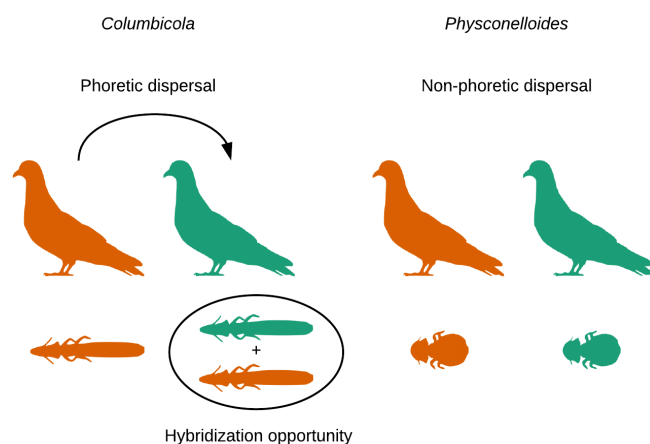 Columbicola
Physconelloides
Phoretic dispersal
Non-phoretic dispersal
+
Hybridization opportunity